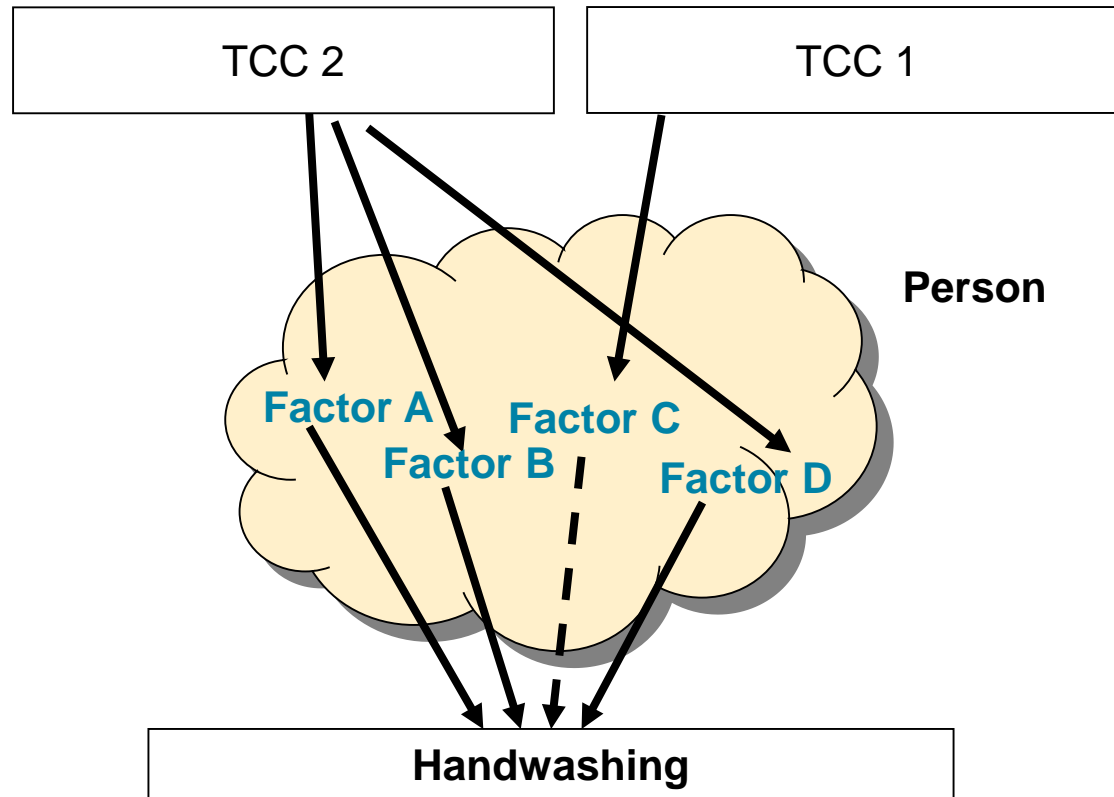 TCC 2
TCC 1
Person
Factor A
Factor C
Factor B
Factor D
Handwashing